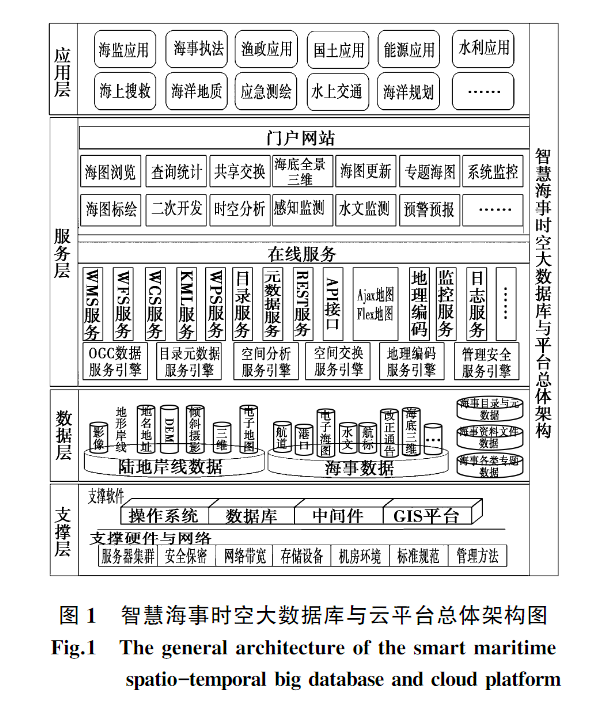 应用层
海监应用 海事执法 渔政应用 国土应用 能源应用 水利应用
海上搜救 海洋地质 应急测绘 水上交通 海洋规划 ……
服务层
门户网站
海图浏览 查询统计 共享交换 海底全景三维 海图更新 专题海图 系统监控
海图标绘 二次开发 时空分析 感知监测 水文监测 预警预报 ……
在线服务
WMS服务 WFS服务 WCS服务 KML服务 WPS服务 目录服务 元数据服务 REST服务 API接口 Ajax地图 Flex地图 地理编码 监控服务 日志服务 ……
OGC数据服务引擎 目录元数据服务引擎 空间分析服务引擎 空间交换服务引擎 地理编码服务引擎 管理安全服务引擎
数据层
影像 地形岸线 地名地址 DEM 倾斜摄影 三维 电子地图
陆地岸线数据
航道 港口 电子海图 水文 航标 改正通告 海底三维 …
海事数据
海事目录与元数据
海事资料文件数据
海事各类专题数据
支撑层
支撑软件
操作系统 数据库 中间件 GIS平台
支撑硬件与网络
服务器集群 安全保密 网络带宽 存储设备 机房环境 标准规范 管理方法
智慧海事时空大数据库与平台总体架构
图 1 智慧海事时空大数据库与云平台总体架构图
Fig.1 The general architecture of the smart maritime
spatio-temporal big database and cloud platform